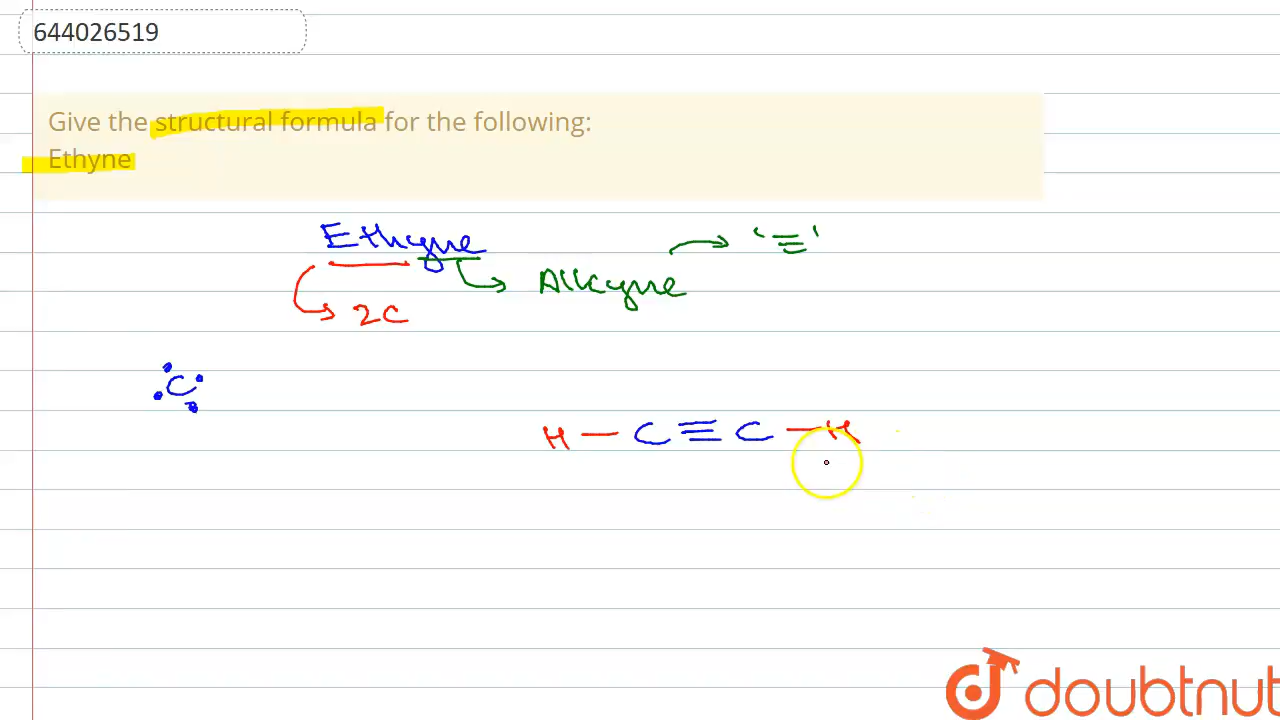 644026519
Give the structural formula for the following:
Ethyne
Ethyne
Alkyne
'≡'
2C
C
H — C ≡ C — H
doubtnut